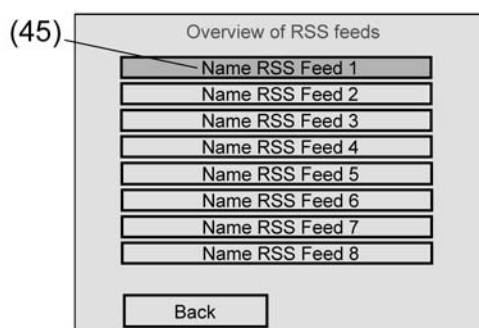 (45)
Overview of RSS feeds
Name RSS Feed 1
Name RSS Feed 2
Name RSS Feed 3
Name RSS Feed 4
Name RSS Feed 5
Name RSS Feed 6
Name RSS Feed 7
Name RSS Feed 8
Back